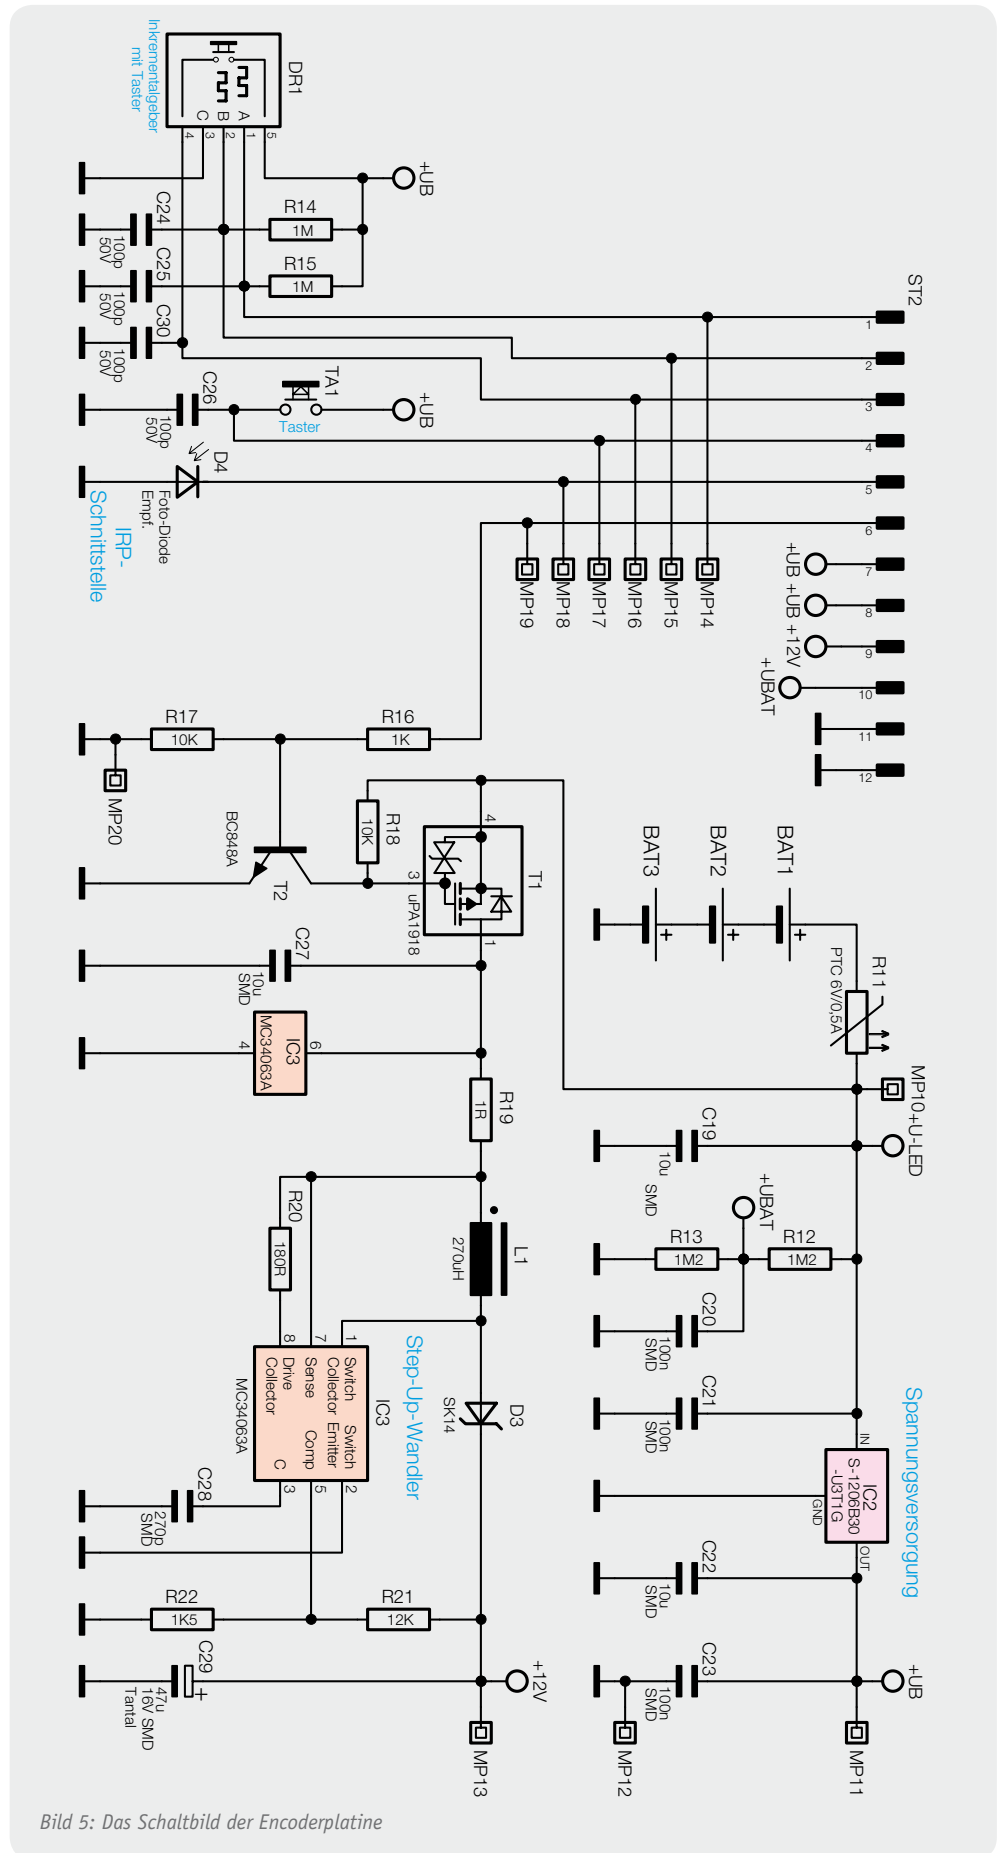 DR1
Inkrementalgeber
mit Taster
C
B
A
4
3
2
1
5
+UB
C24
100p
50V
R14
1M
C25
100p
50V
R15
1M
C30
100p
50V
ST2
1
2
3
4
5
6
7
8
9
10
11
12
C26
100p
50V
TA1
Taster
+UB
D4
Foto-Diode
Empf.
IRP-
Schnittstelle
MP19
MP18
MP17
MP16
MP15
MP14
+UB
+UB
+12V
+UBAT
R17
10K
R16
1K
MP20
BC848A
T2
R18
10K
4
3
1
T1
uPA1918
BAT3
BAT2
BAT1
+
+
+
R11
PTC 6V/0,5A
C27
10u
SMD
IC3
MC34063A
4
6
R19
1R
MP10
+U-LED
C19
10u
SMD
+UBAT
R13
1M2
R12
1M2
C20
100n
SMD
C21
100n
SMD
R20
180R
L1
270uH
Step-Up-Wandler
8
7
1
Drive
Collector
Sense
Switch
Collector
Switch
Emitter
Comp
C
3
5
2
IC3
MC34063A
D3
SK14
Spannungsversorgung
IN
IC2
S-1206B30
-U3T1G
GND
OUT
C28
270p
SMD
C22
10u
SMD
R22
1K5
R21
12K
C29
+
47u
16V SMD
Tantal
+12V
MP13
C23
100n
SMD
MP12
+UB
MP11
Bild 5: Das Schaltbild der Encoderplatine